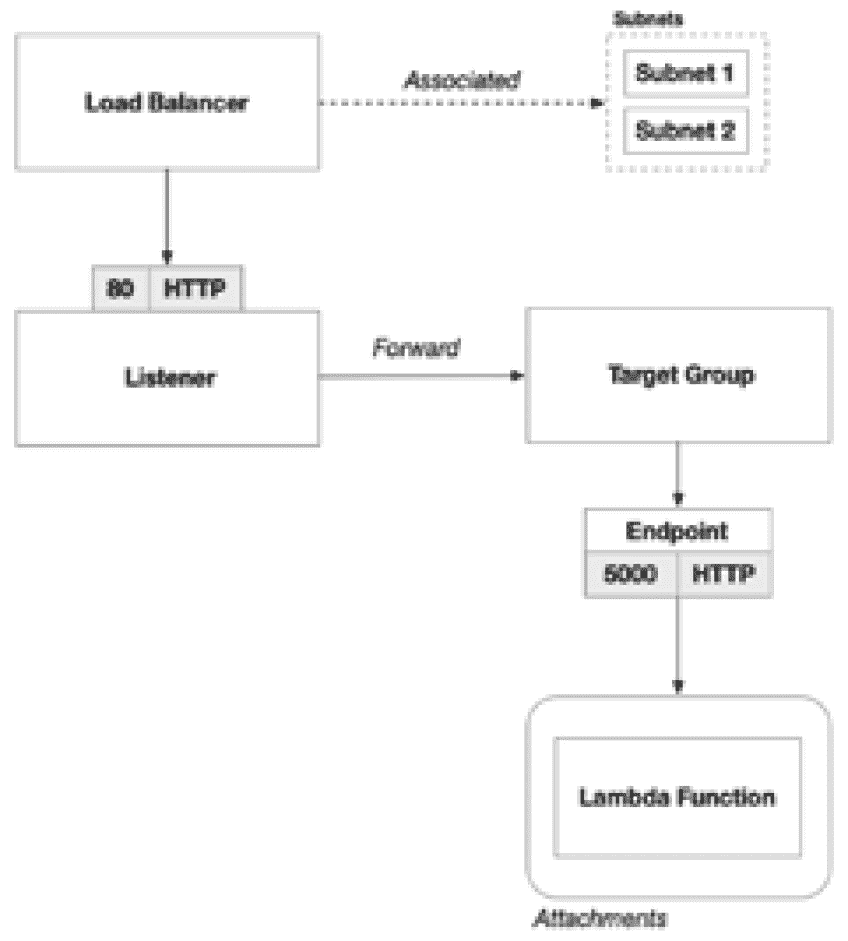 Subnets
Load Balancer
Associated
Subnet 1
Subnet 2
80 HTTP
Listener
Forward
Target Group
Endpoint
5000 HTTP
Lambda Function
Attachments